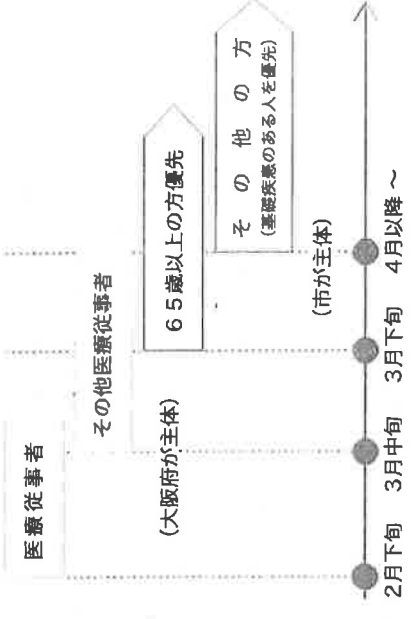 医療従事者
その他医療従事者
(大阪府が主体)
65歳以上の方優先
その他の方
(基礎疾患のある人を優先)
(市が主体)
2月下旬
3月中旬
3月下旬
4月以降～